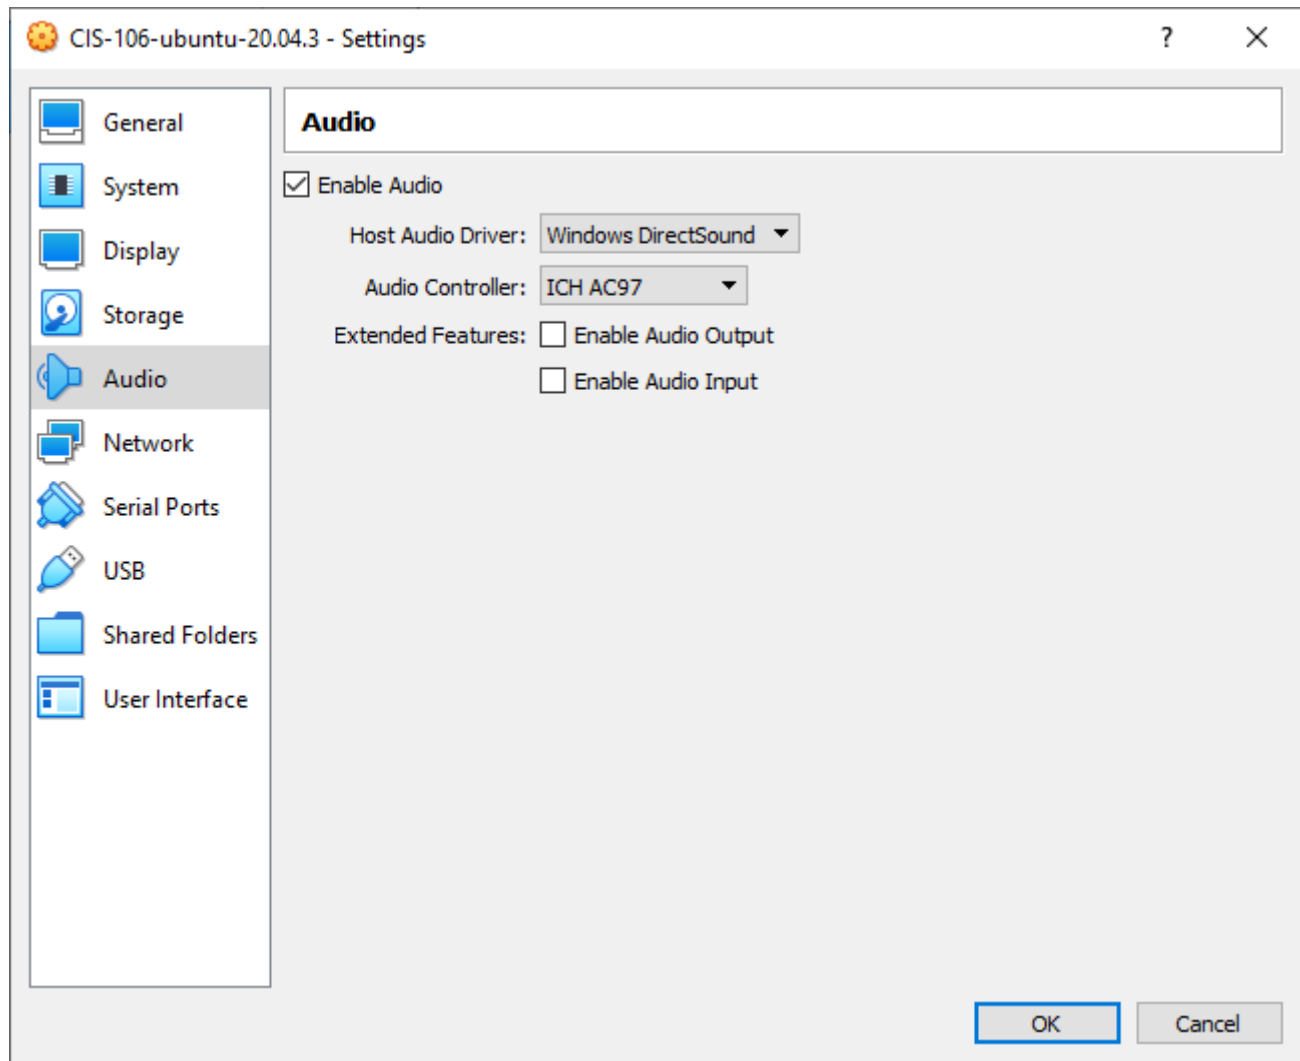 CIS-106-ubuntu-20.04.3 - Settings
?
General
System
Display
Storage
Audio
Network
Serial Ports
USB
Shared Folders
User Interface
Audio
Enable Audio
Host Audio Driver: Windows DirectSound
Audio Controller: ICH AC97
Extended Features: Enable Audio Output
Enable Audio Input
OK Cancel